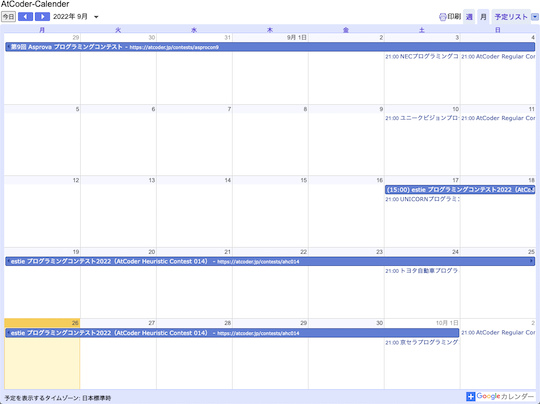 AtCoder-Calender
今日 2022年 9月 印刷 週 月 予定リスト
月 火 水 木 金 土 日
29 30 31 9月 1日 2 3 4
第9回 Asprova プログラミングコンテスト - https://atcoder.jp/contests/asprocon9
21:00 NECプログラミングコ 21:00 AtCoder Regular Cor
5 6 7 8 9 10 11
21:00 ユニークビジョンプロ 21:00 AtCoder Regular Cor
12 13 14 15 16 17 18
(15:00) estie プログラミングコンテスト2022（AtCod
21:00 UNICORNプログラミ
19 20 21 22 23 24 25
estie プログラミングコンテスト2022（AtCoder Heuristic Contest 014） - https://atcoder.jp/contests/ahc014
21:00 トヨタ自動車プログラ
26 27 28 29 30 10月 1日 2
estie プログラミングコンテスト2022（AtCoder Heuristic Contest 014） - https://atcoder.jp/contests/ahc014
21:00 AtCoder Regular Cor
21:00 京セラプログラミング
予定を表示するタイムゾーン: 日本標準時
Googleカレンダー